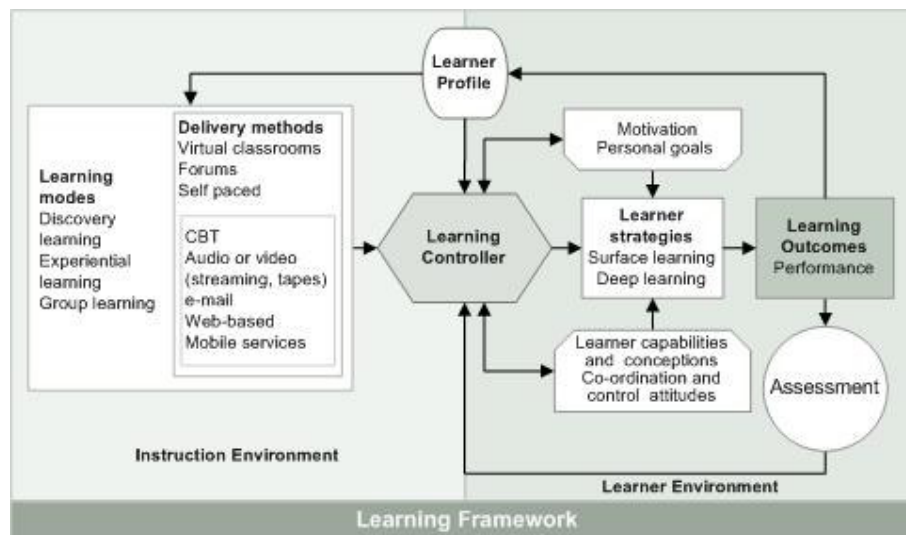 Learner
Profile
Delivery methods
Virtual classrooms
Forums
Self paced
Learning
modes
Discovery
learning
Experiential
learning
Group learning
CBT
Audio or video
(streaming, tapes)
e-mail
Web-based
Mobile services
Learning
Controller
Motivation
Personal goals
Learner
strategies
Surface learning
Deep learning
Learning
Outcomes
Performance
Learner capabilities
and conceptions
Co-ordination and
control attitudes
Assessment
Instruction Environment
Learner Environment
Learning Framework